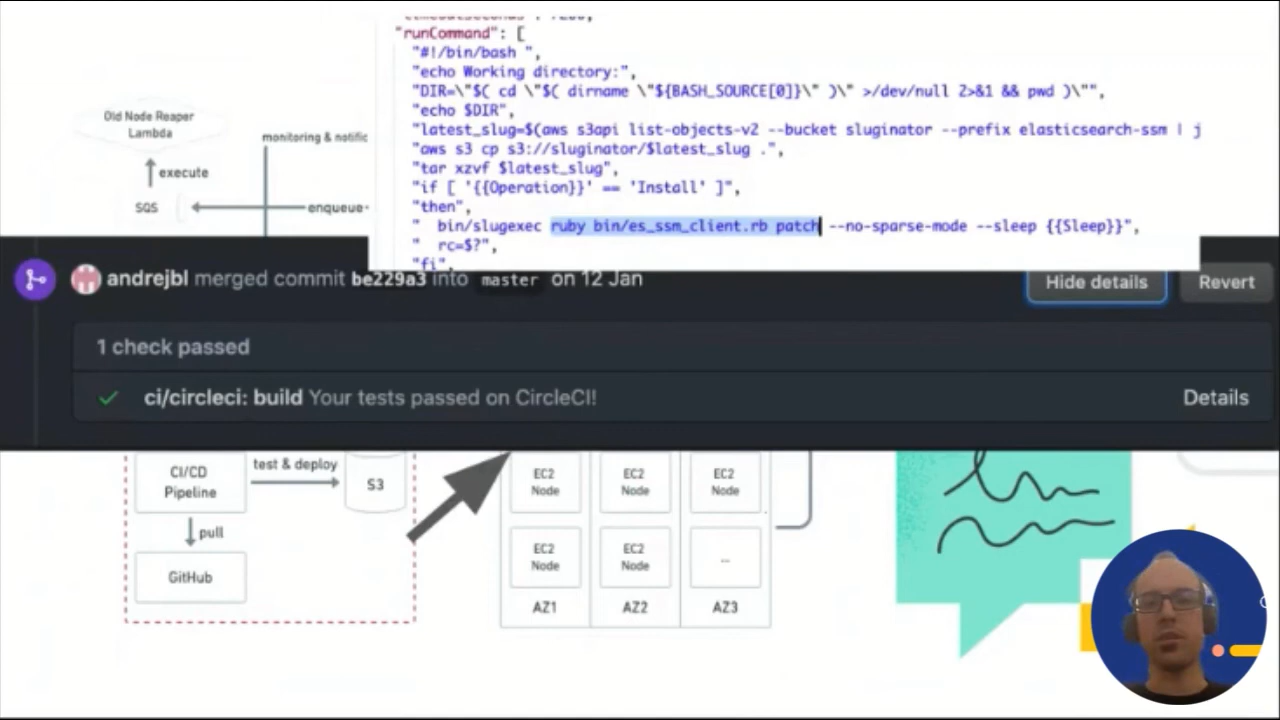 "runCommand": [
"#!/bin/bash ",
"echo Working directory:",
"DIR=\"$( cd \"$( dirname \"${BASH_SOURCE[0]}\" )\" >/dev/null 2>&1 && pwd )\"",
"echo $DIR",
"latest_slug=$(aws s3api list-objects-v2 --bucket sluginator --prefix elasticsearch-ssm | j
"aws s3 cp s3://sluginator/$latest_slug .",
"tar xzvf $latest_slug",
"if [ '{{Operation}}' == 'Install' ]",
"then",
" bin/slugexec ruby bin/es_ssm_client.rb patch --no-sparse-mode --sleep {{Sleep}}",
" rc=$?",
"fi",
Old Node Reaper
Lambda
monitoring & notific
execute
SQS
enqueue
andrejbl merged commit be229a3 into master on 12 Jan
Hide details
Revert
1 check passed
ci/circleci: build Your tests passed on CircleCI!
Details
CI/CD
Pipeline
test & deploy
S3
pull
GitHub
EC2
Node
EC2
Node
EC2
Node
EC2
Node
EC2
Node
...
AZ1
AZ2
AZ3